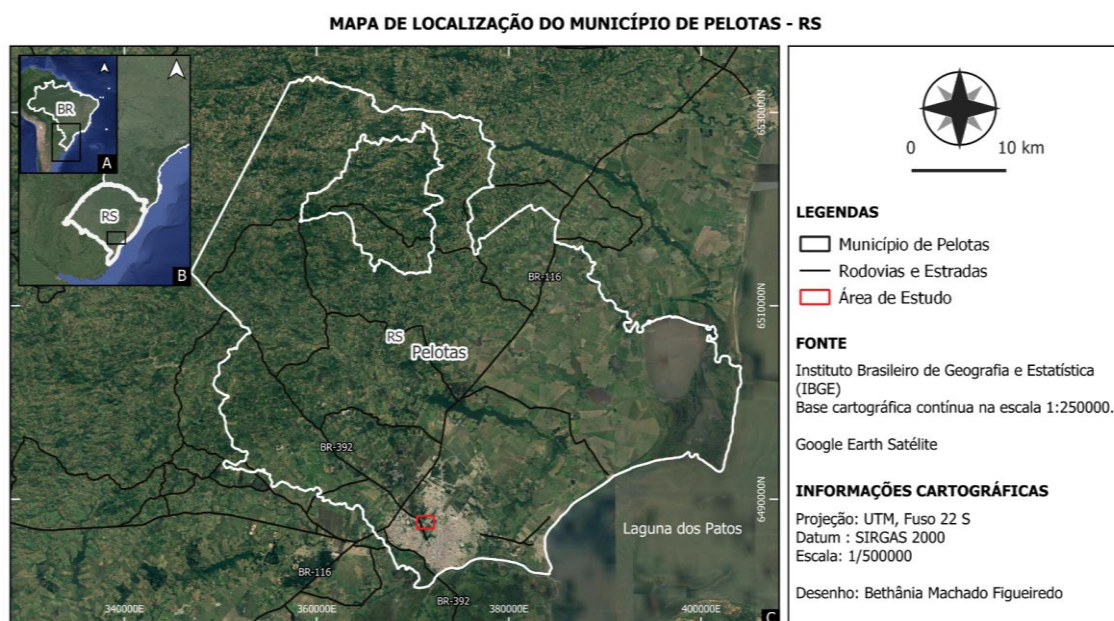 MAPA DE LOCALIZAÇÃO DO MUNICÍPIO DE PELOTAS - RS
BR
A
RS
B
BR-116
RS
Pelotas
BR-392
Laguna dos Patos
BR-116
BR-392
6530000N
6510000N
6490000N
340000E
360000E
380000E
400000E
C
0
10 km
LEGENDAS
Município de Pelotas
Rodovias e Estradas
Área de Estudo
FONTE
Instituto Brasileiro de Geografia e Estatística
(IBGE)
Base cartográfica contínua na escala 1:250000.
Google Earth Satélite
INFORMAÇÕES CARTOGRÁFICAS
Projeção: UTM, Fuso 22 S
Datum : SIRGAS 2000
Escala: 1/500000
Desenho: Bethânia Machado Figueiredo